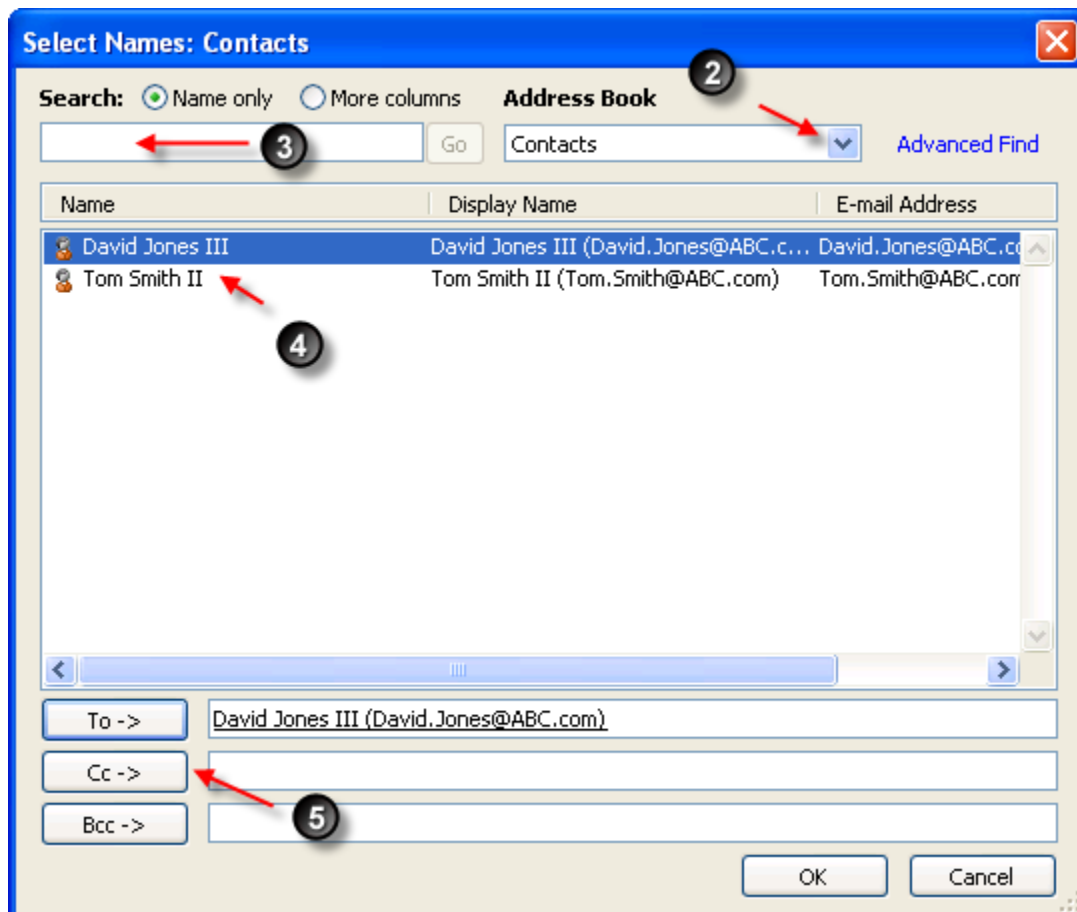 Select Names: Contacts
2
Search: Name only More columns Address Book
3 Go Contacts Advanced Find
Name Display Name E-mail Address
David Jones III David Jones III (David.Jones@ABC.c... David.Jones@ABC.co
Tom Smith II Tom Smith II (Tom.Smith@ABC.com) Tom.Smith@ABC.com
4
To -> David Jones III (David.Jones@ABC.com)
Cc ->
5
Bcc ->
OK Cancel